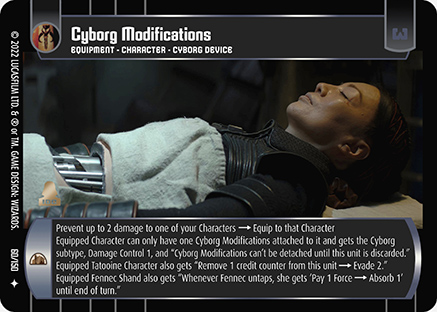 Cyborg Modifications
EQUIPMENT - CHARACTER - CYBORG DEVICE
Prevent up to 2 damage to one of your Characters → Equip to that Character
Equipped Character can only have one Cyborg Modifications attached to it and gets the Cyborg
subtype, Damage Control 1, and "Cyborg Modifications can't be detached until this unit is discarded."
Equipped Tatooine Character also gets "Remove 1 credit counter from this unit → Evade 2."
Equipped Fennec Shand also gets "Whenever Fennec untaps, she gets 'Pay 1 Force → Absorb 1'
until end of turn."
© 2022 LUCASFILM LTD. & ® or TM. GAME DESIGN: WIZARDS.
80/150